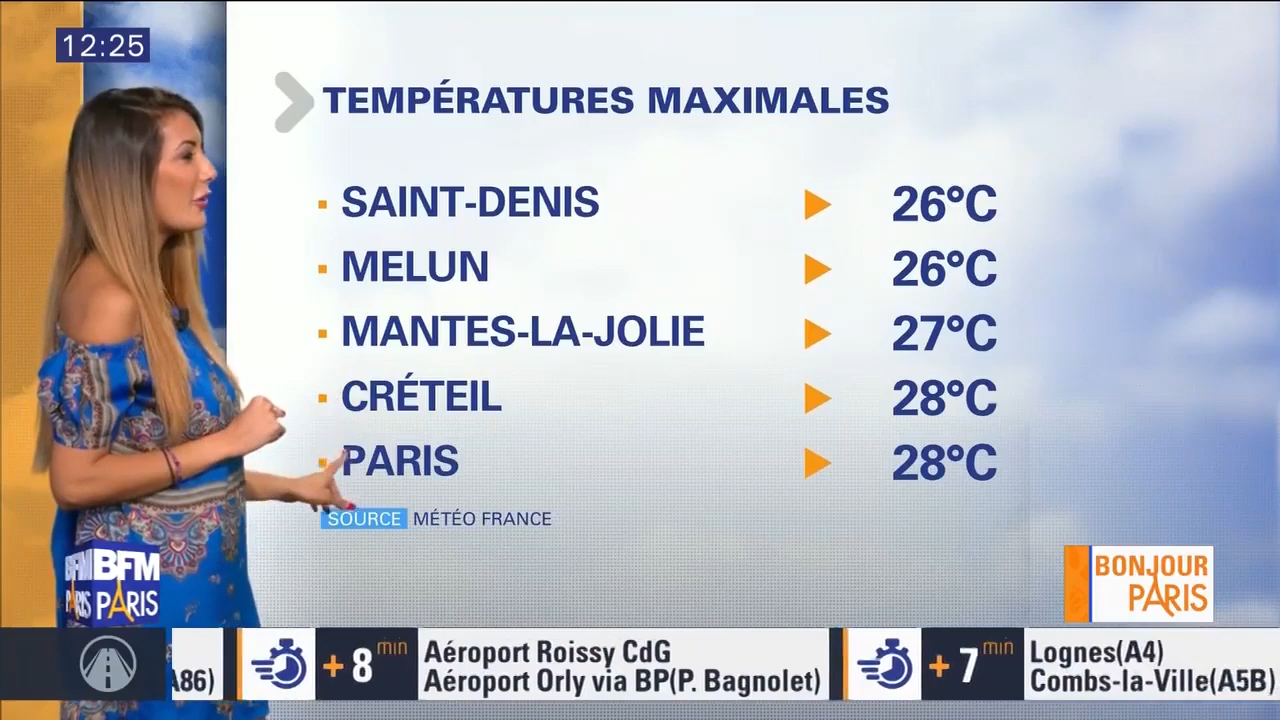 12:25
TEMPÉRATURES MAXIMALES
SAINT-DENIS 26°C
MELUN 26°C
MANTES-LA-JOLIE 27°C
CRÉTEIL 28°C
PARIS 28°C
SOURCE MÉTÉO FRANCE
BFM BFM
PARIS PARIS
BONJOUR
PARIS
A86)
+8 min
Aéroport Roissy CdG
Aéroport Orly via BP(P. Bagnolet)
+7 min
Lognes(A4)
Combs-la-Ville(A5B)